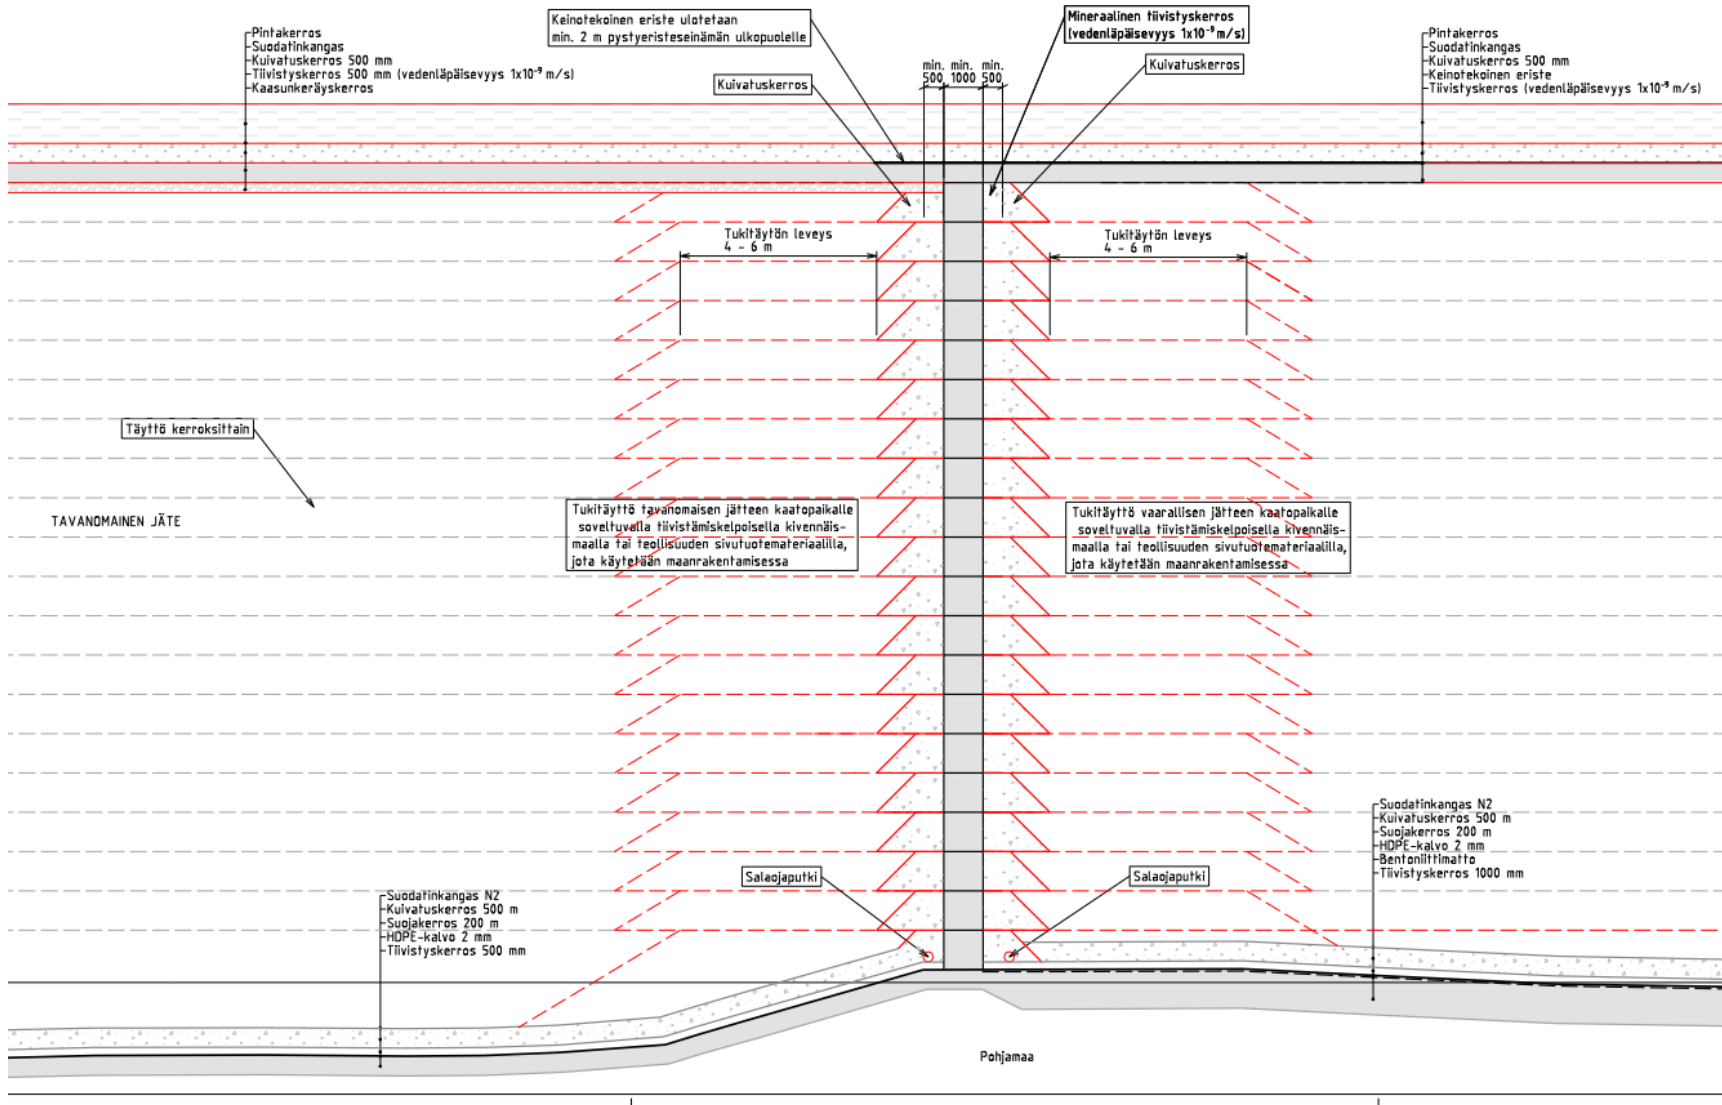 Pintakerros
Suodatinkangas
Kuivatuskerros 500 mm
Tiivistyskerros 500 mm (vedenläpäisevyys 1x10⁻⁹ m/s)
Kaasunkeräyskerros
Keinotekoinen eriste ulotetaan
min. 2 m pystyeristeseinämän ulkopuolelle
Kuivatuskerros
min. min. min.
500 1000 500
Mineraalinen tiivistyskerros
(vedenläpäisevyys 1x10⁻⁹ m/s)
Kuivatuskerros
Pintakerros
Suodatinkangas
Kuivatuskerros 500 mm
Keinotekoinen eriste
Tiivistyskerros (vedenläpäisevyys 1x10⁻⁹ m/s)
Tukitäytön leveys
4 - 6 m
Tukitäytön leveys
4 - 6 m
Täyttö kerroksittain
TAVANOMAINEN JÄTE
Tukitäyttö tavanomaisen jätteen kaatopaikalle
soveltuvalla tiivistämiskelpoisella kivennäis-
maalla tai teollisuuden sivutuotemateriaalilla,
jota käytetään maanrakentamisessa
Tukitäyttö vaarallisen jätteen kaatopaikalle
soveltuvalla tiivistämiskelpoisella kivennäis-
maalla tai teollisuuden sivutuotemateriaalilla,
jota käytetään maanrakentamisessa
Salaojaputki
Salaojaputki
Suodatinkangas N2
Kuivatuskerros 500 m
Suojakerros 200 m
HDPE-kalvo 2 mm
Bentoniittimatto
Tiivistyskerros 1000 mm
Suodatinkangas N2
Kuivatuskerros 500 m
Suojakerros 200 m
HDPE-kalvo 2 mm
Tiivistyskerros 500 mm
Pohjamaa